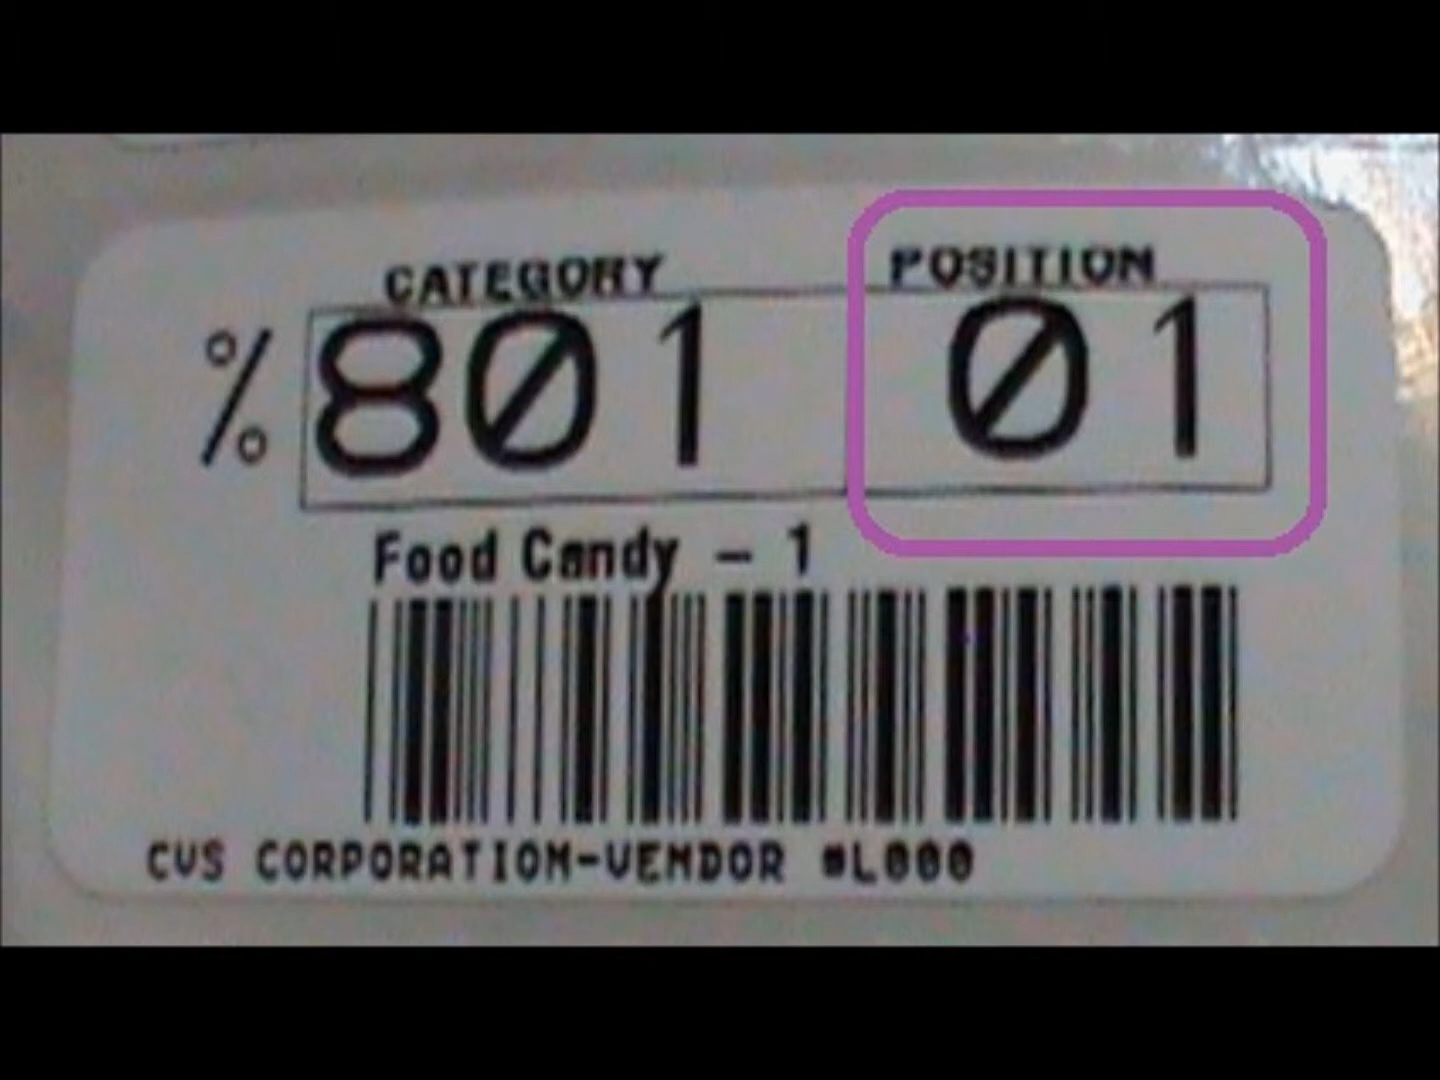 CATEGORY POSITION
%801 01
Food Candy - 1
CVS CORPORATION-VENDOR #L000